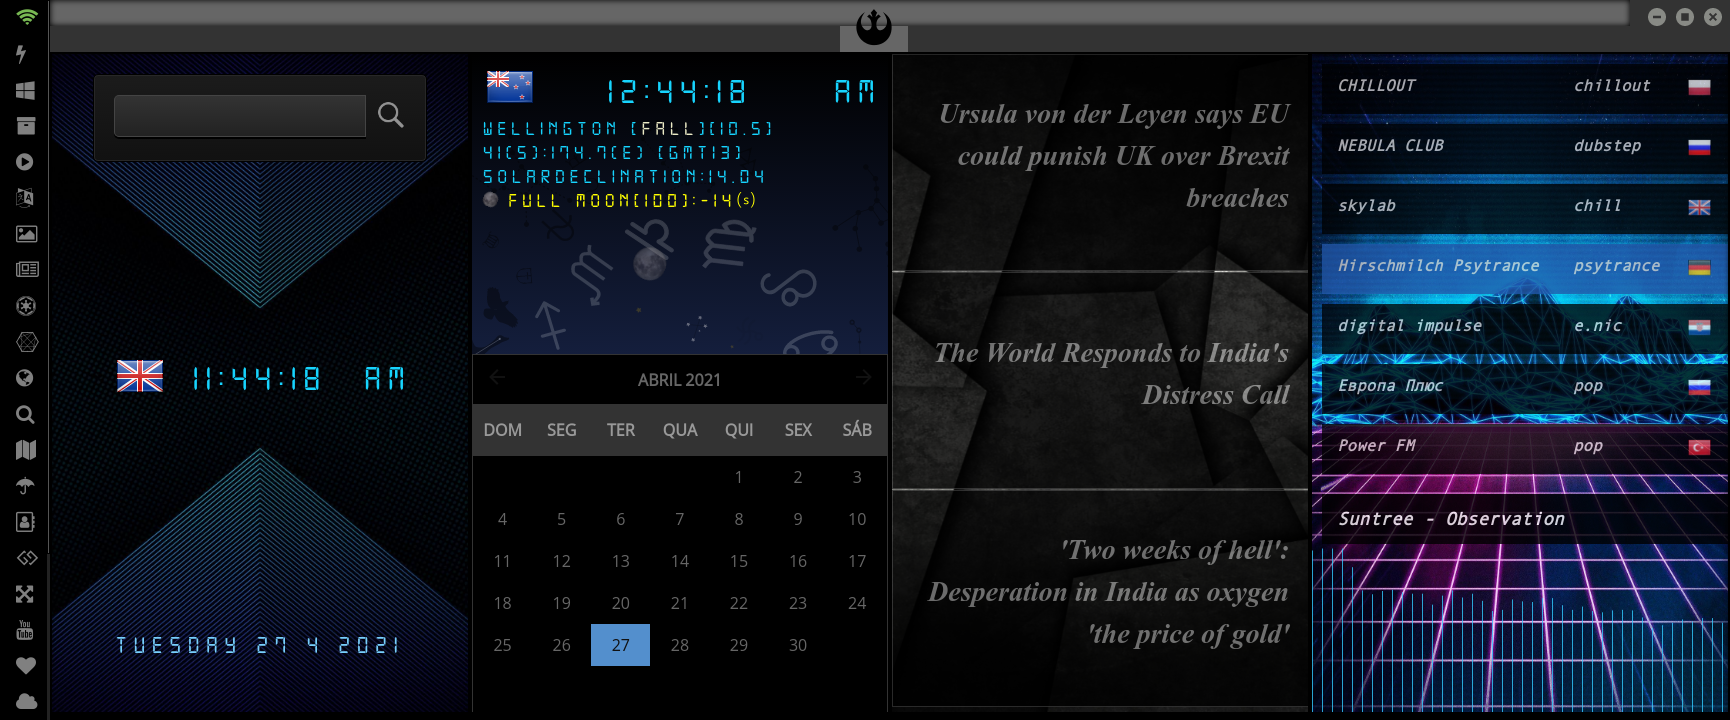 11:44:18 AM
TUESDAY 27 4 2021
12:44:18 AM
WELLINGTON [FALL][10.5]
41(S):174.7(E) [GMT13]
SOLARDECLINATION:14.04
FULL MOON[100]:-14(s)
ABRIL 2021
DOM SEG TER QUA QUI SEX SÁB
1 2 3
4 5 6 7 8 9 10
11 12 13 14 15 16 17
18 19 20 21 22 23 24
25 26 27 28 29 30
Ursula von der Leyen says EU
could punish UK over Brexit
breaches
The World Responds to India's
Distress Call
'Two weeks of hell':
Desperation in India as oxygen
'the price of gold'
CHILLOUT chillout
NEBULA CLUB dubstep
skylab chill
Hirschmilch Psytrance psytrance
digital impulse e.nic
Европа Плюс pop
Power FM pop
Suntree - Observation
You
Tube